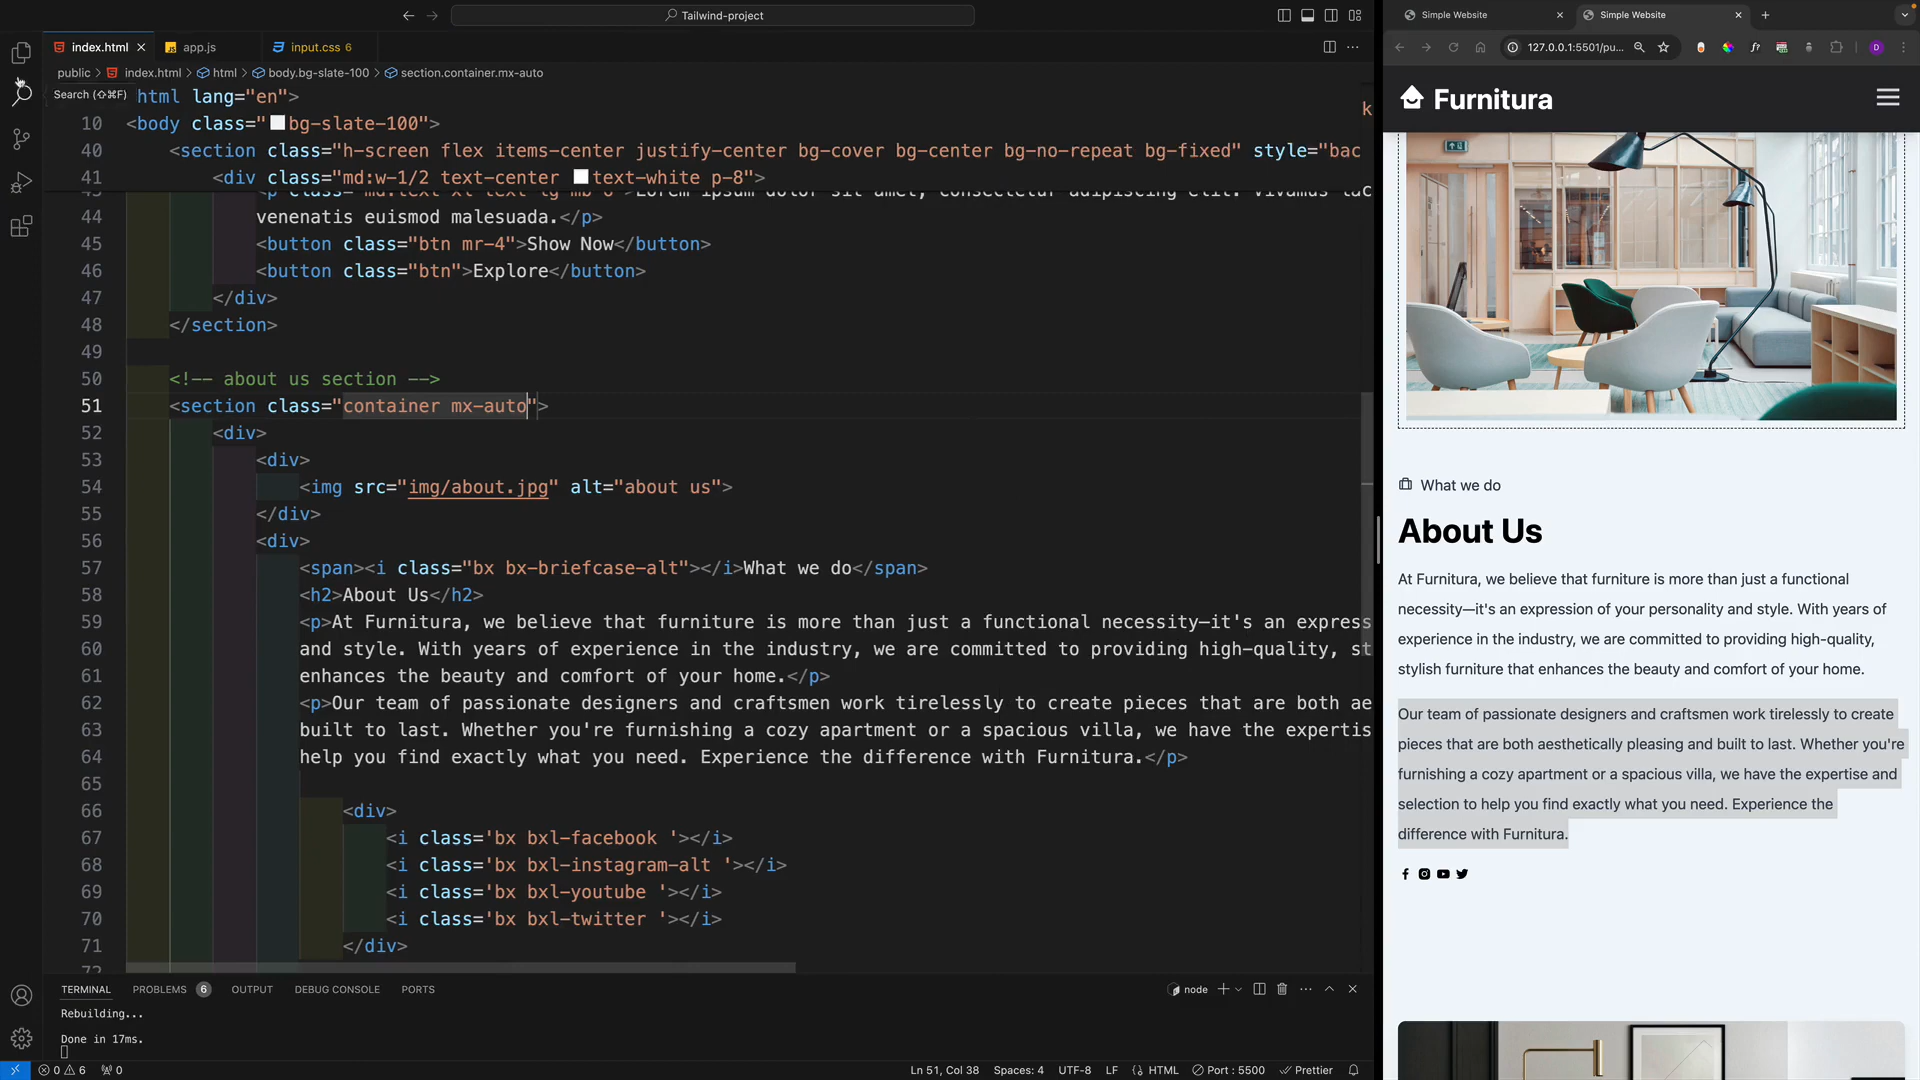 Tailwind-project
index.html
app.js
input.css 6
public > index.html > html > body.bg-slate-100 > section.container.mx-auto
Search (⇧⌘F)
html lang="en">
10 <body class="bg-slate-100">
40 <section class="h-screen flex items-center justify-center bg-cover bg-center bg-no-repeat bg-fixed" style="bac
41 <div class="md:w-1/2 text-center text-white p-8">
44 venenatis euismod malesuada.</p>
45 <button class="btn mr-4">Show Now</button>
46 <button class="btn">Explore</button>
47 </div>
48 </section>
49
50 <!-- about us section -->
51 <section class="container mx-auto">
52 <div>
53 <div>
54 <img src="img/about.jpg" alt="about us">
55 </div>
56 <div>
57 <span><i class="bx bx-briefcase-alt"></i>What we do</span>
58 <h2>About Us</h2>
59 <p>At Furnitura, we believe that furniture is more than just a functional necessity—it's an express
60 and style. With years of experience in the industry, we are committed to providing high-quality, st
61 enhances the beauty and comfort of your home.</p>
62 <p>Our team of passionate designers and craftsmen work tirelessly to create pieces that are both ae
63 built to last. Whether you're furnishing a cozy apartment or a spacious villa, we have the expertis
64 help you find exactly what you need. Experience the difference with Furnitura.</p>
65
66 <div>
67 <i class='bx bxl-facebook '></i>
68 <i class='bx bxl-instagram-alt '></i>
69 <i class='bx bxl-youtube '></i>
70 <i class='bx bxl-twitter '></i>
71 </div>
TERMINAL PROBLEMS 6 OUTPUT DEBUG CONSOLE PORTS
node
Rebuilding...
Done in 17ms.
0 6 0
Ln 51, Col 38 Spaces: 4 UTF-8 LF HTML Port : 5500 Prettier
Simple Website
Simple Website
127.0.0.1:5501/pu...
D
Furnitura
What we do
About Us
At Furnitura, we believe that furniture is more than just a functional
necessity—it's an expression of your personality and style. With years of
experience in the industry, we are committed to providing high-quality,
stylish furniture that enhances the beauty and comfort of your home.
Our team of passionate designers and craftsmen work tirelessly to create
pieces that are both aesthetically pleasing and built to last. Whether you're
furnishing a cozy apartment or a spacious villa, we have the expertise and
selection to help you find exactly what you need. Experience the
difference with Furnitura.